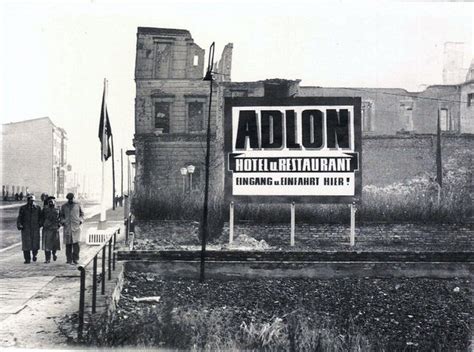 ADLON
HOTEL u. RESTAURANT
EINGANG u. EINFAHRT HIER!